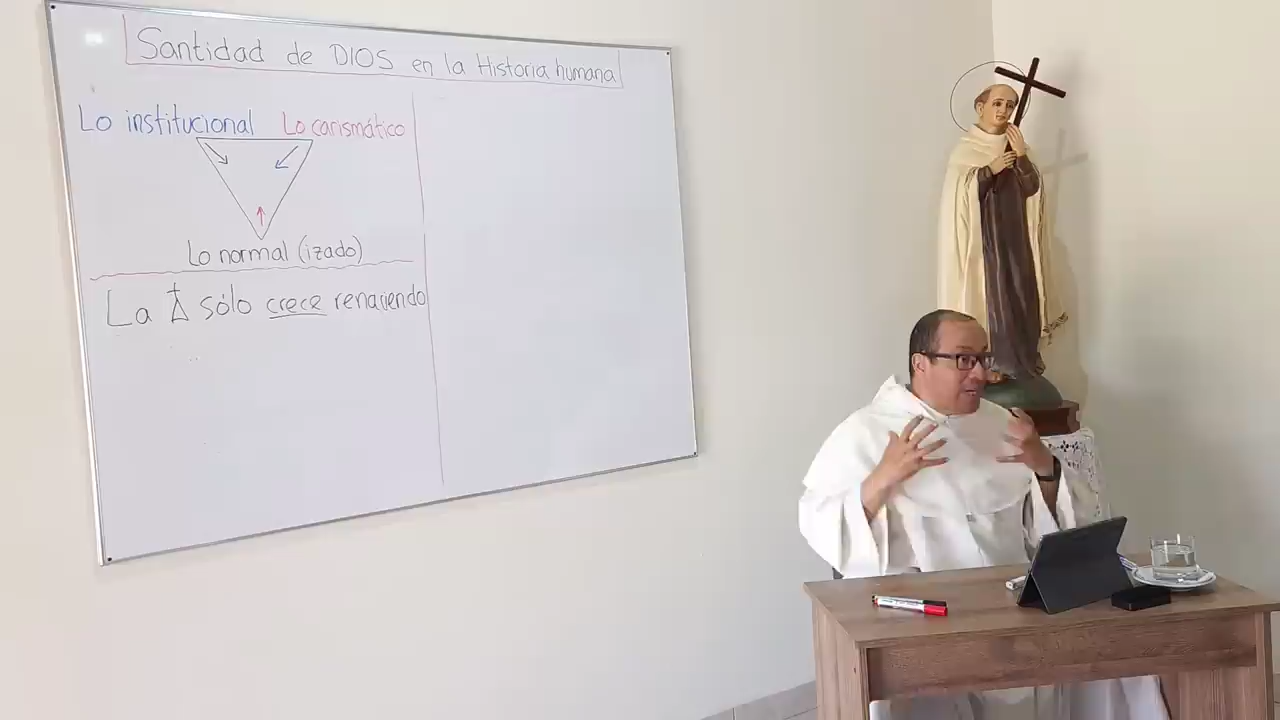 Santidad de DIOS en la Historia humana
Lo institucional Lo carismático
Lo normal (izado)
La sólo crece renaciendo